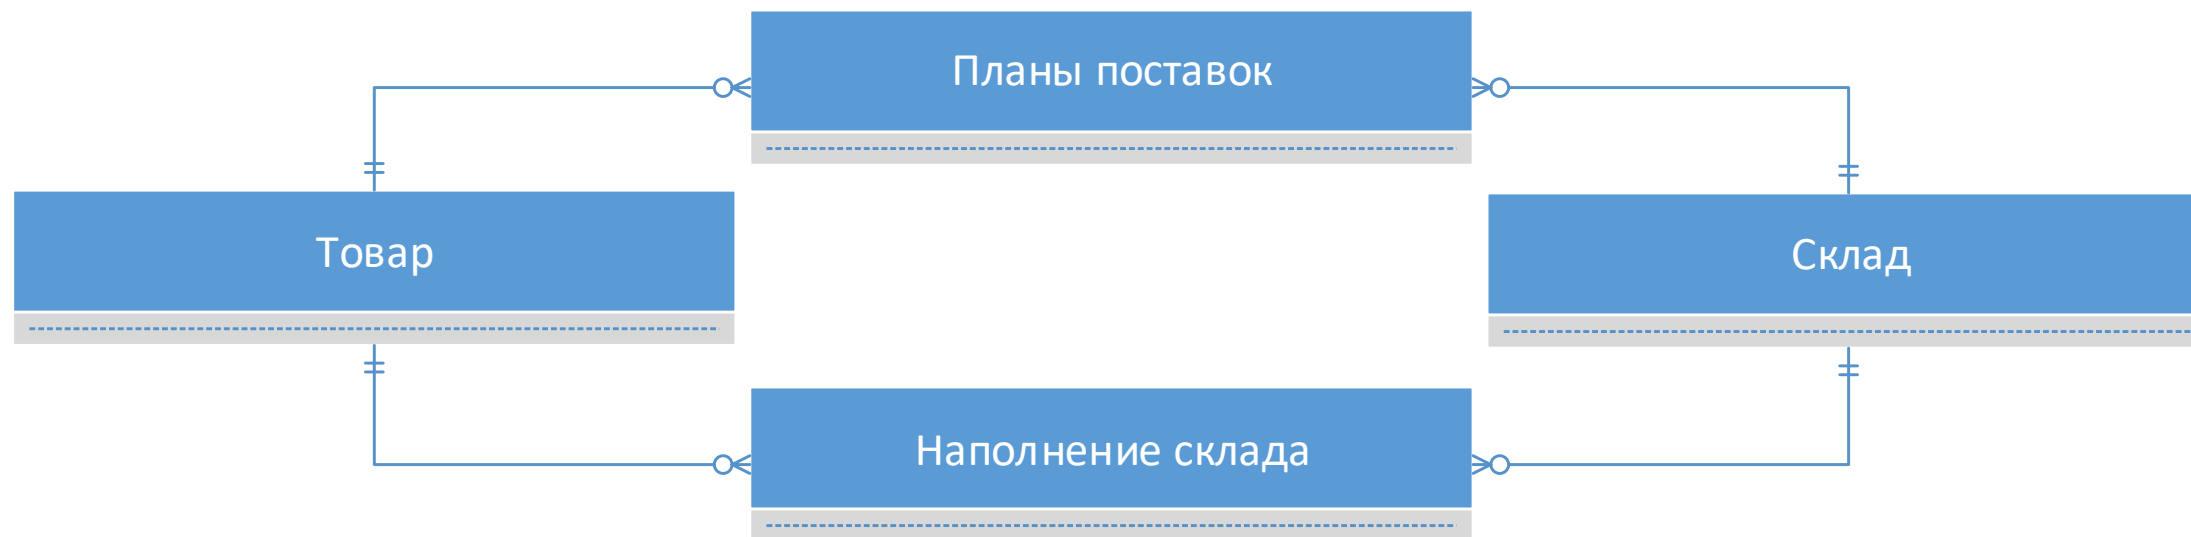 Планы поставок
Товар
Склад
Наполнение склада